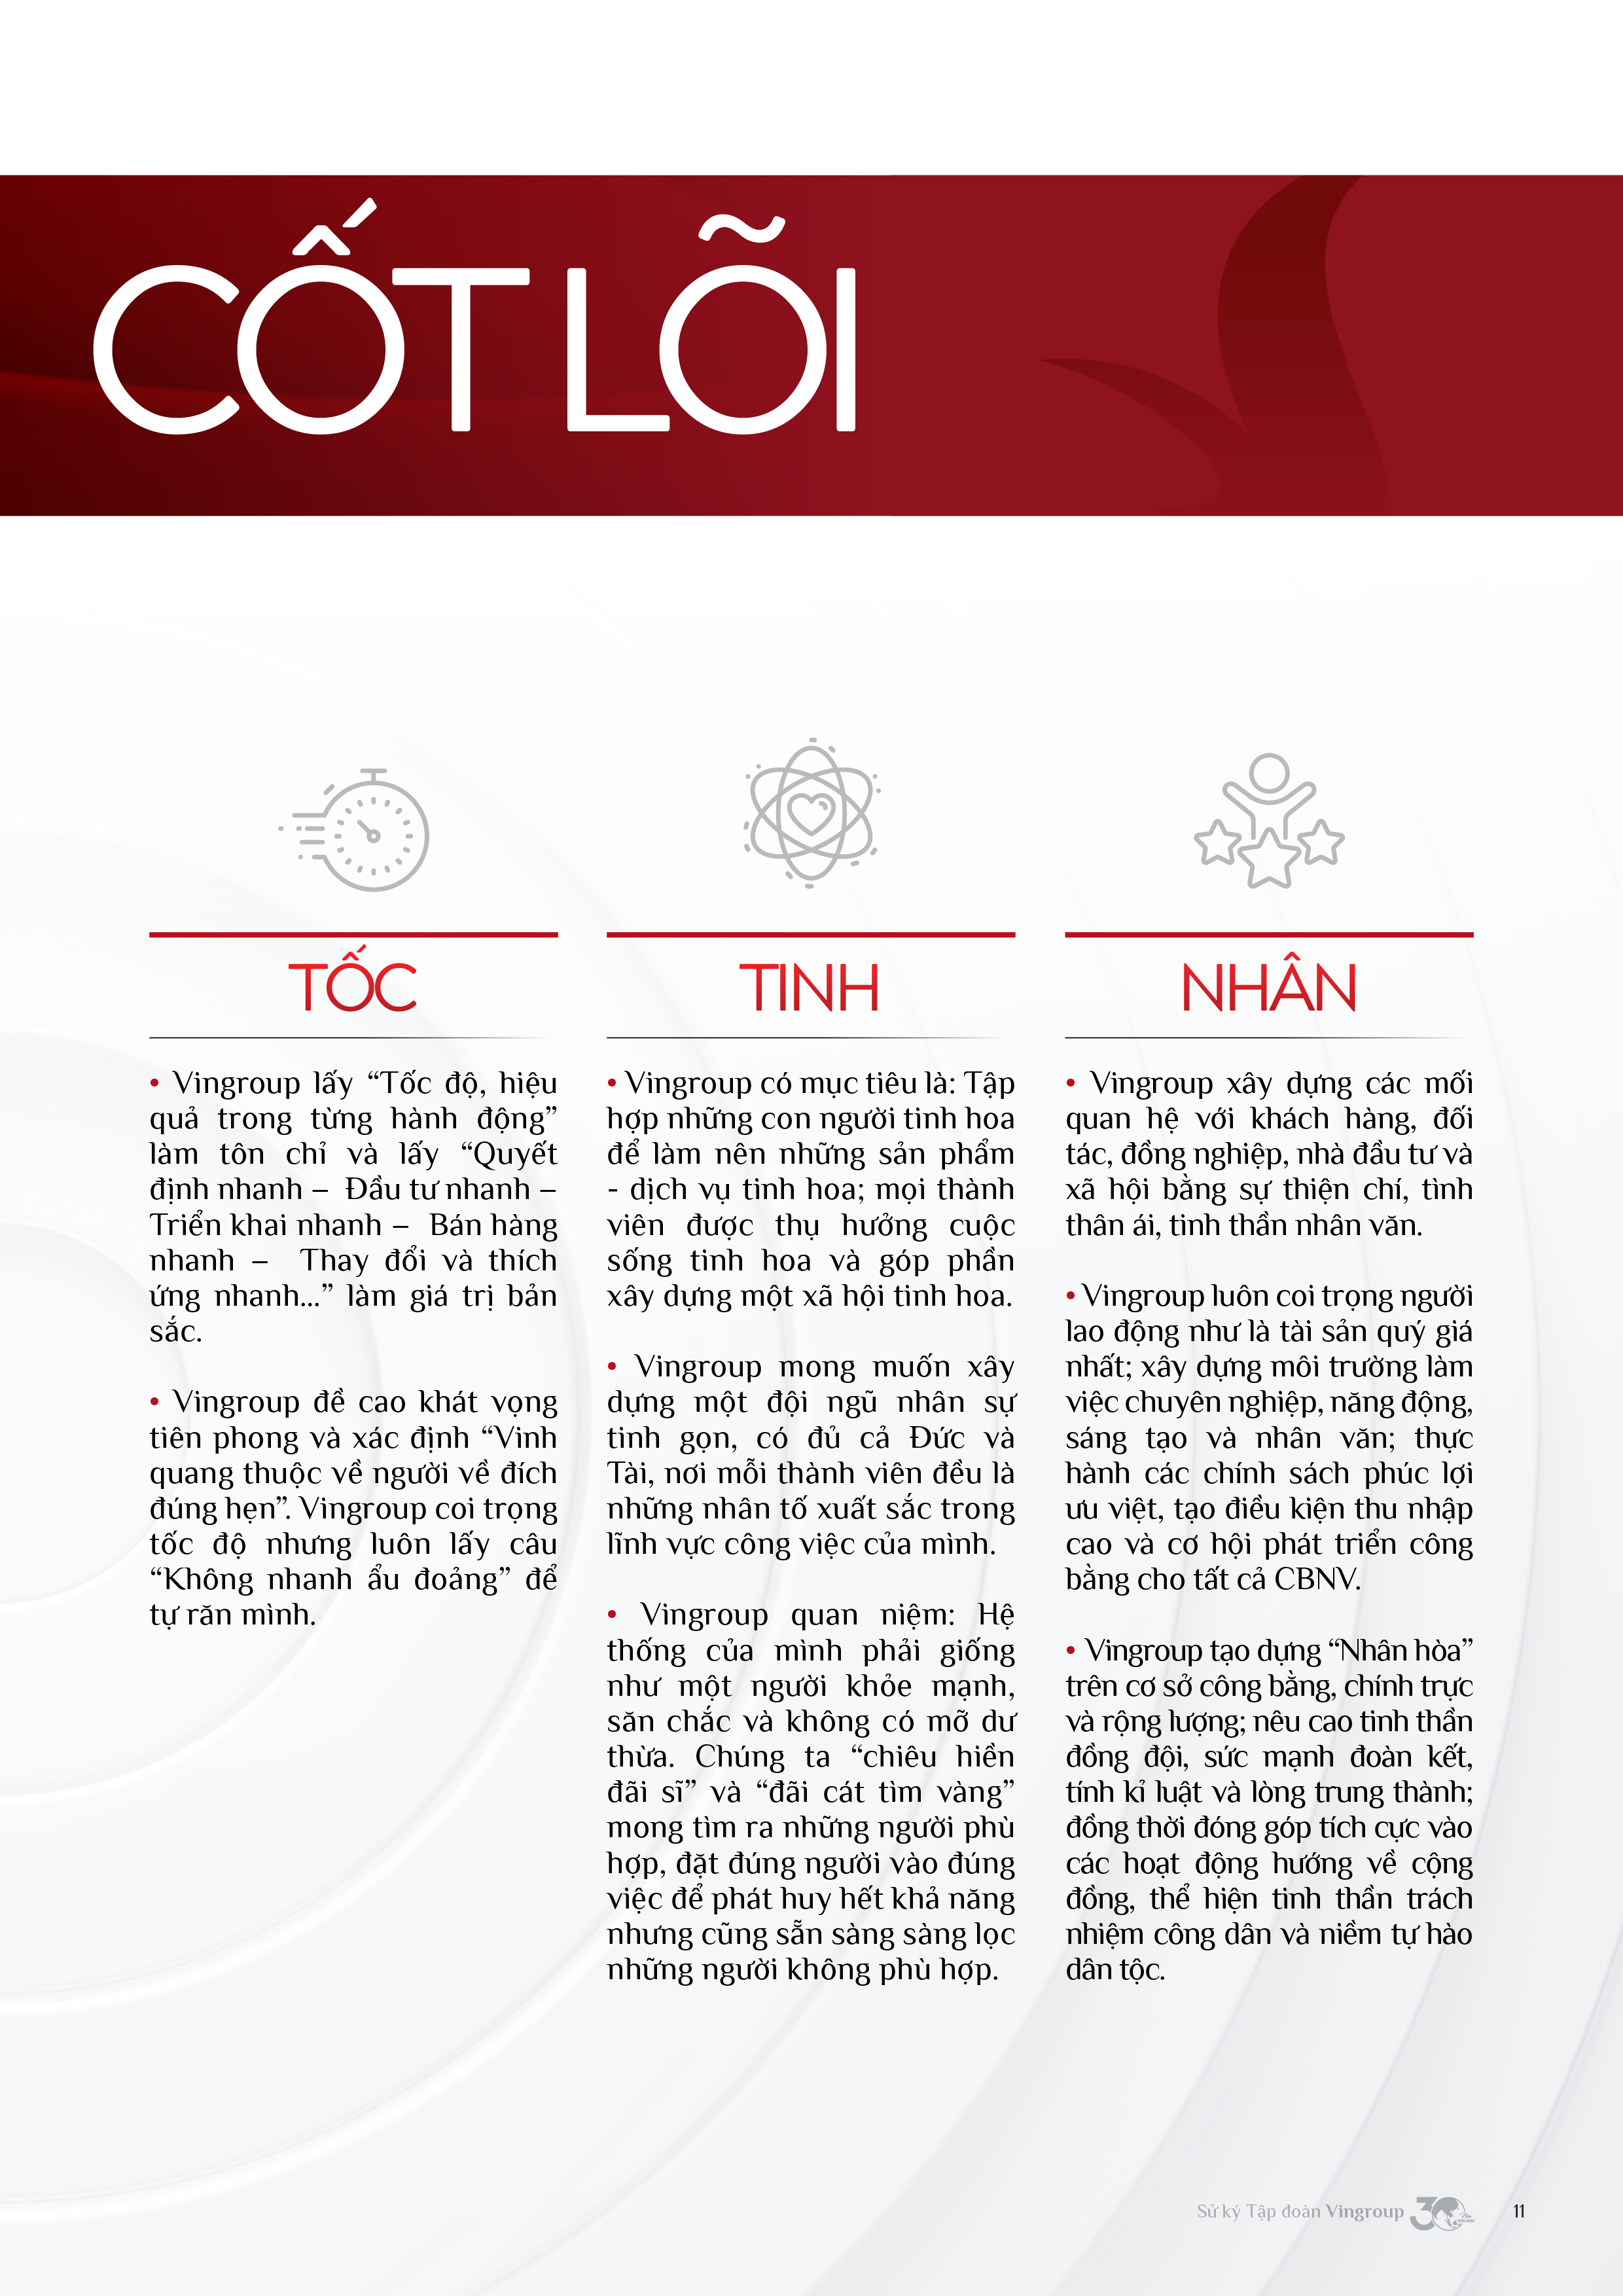 CỐT LÕI
TỐC
• Vingroup lấy “Tốc độ, hiệu
quả trong từng hành động”
làm tôn chỉ và lấy “Quyết
định nhanh – Đầu tư nhanh –
Triển khai nhanh – Bán hàng
nhanh – Thay đổi và thích
ứng nhanh...” làm giá trị bản
sắc.
• Vingroup đề cao khát vọng
tiên phong và xác định “Vinh
quang thuộc về người về đích
đúng hẹn”. Vingroup coi trọng
tốc độ nhưng luôn lấy câu
“Không nhanh ẩu đoảng” để
tự răn mình.
TINH
• Vingroup có mục tiêu là: Tập
hợp những con người tinh hoa
để làm nên những sản phẩm
- dịch vụ tinh hoa; mọi thành
viên được thụ hưởng cuộc
sống tinh hoa và góp phần
xây dựng một xã hội tinh hoa.
• Vingroup mong muốn xây
dựng một đội ngũ nhân sự
tinh gọn, có đủ cả Đức và
Tài, nơi mỗi thành viên đều là
những nhân tố xuất sắc trong
lĩnh vực công việc của mình.
• Vingroup quan niệm: Hệ
thống của mình phải giống
như một người khỏe mạnh,
săn chắc và không có mỡ dư
thừa. Chúng ta “chiêu hiền
đãi sĩ” và “đãi cát tìm vàng”
mong tìm ra những người phù
hợp, đặt đúng người vào đúng
việc để phát huy hết khả năng
nhưng cũng sẵn sàng sàng lọc
những người không phù hợp.
NHÂN
• Vingroup xây dựng các mối
quan hệ với khách hàng, đối
tác, đồng nghiệp, nhà đầu tư và
xã hội bằng sự thiện chí, tình
thân ái, tinh thần nhân văn.
• Vingroup luôn coi trọng người
lao động như là tài sản quý giá
nhất; xây dựng môi trường làm
việc chuyên nghiệp, năng động,
sáng tạo và nhân văn; thực
hành các chính sách phúc lợi
ưu việt, tạo điều kiện thu nhập
cao và cơ hội phát triển công
bằng cho tất cả CBNV.
• Vingroup tạo dựng “Nhân hòa”
trên cơ sở công bằng, chính trực
và rộng lượng; nêu cao tinh thần
đồng đội, sức mạnh đoàn kết,
tính kỉ luật và lòng trung thành;
đồng thời đóng góp tích cực vào
các hoạt động hướng về cộng
đồng, thể hiện tinh thần trách
nhiệm công dân và niềm tự hào
dân tộc.
Sử ký Tập đoàn Vingroup 30 11